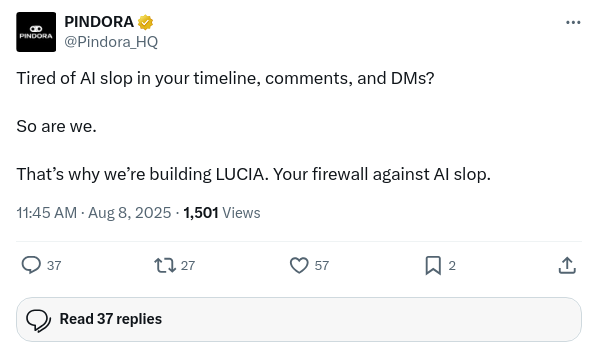 PINDORA
PINDORA
@Pindora_HQ
Tired of AI slop in your timeline, comments, and DMs?
So are we.
That’s why we’re building LUCIA. Your firewall against AI slop.
11:45 AM · Aug 8, 2025 · 1,501 Views
37 27 57 2
Read 37 replies